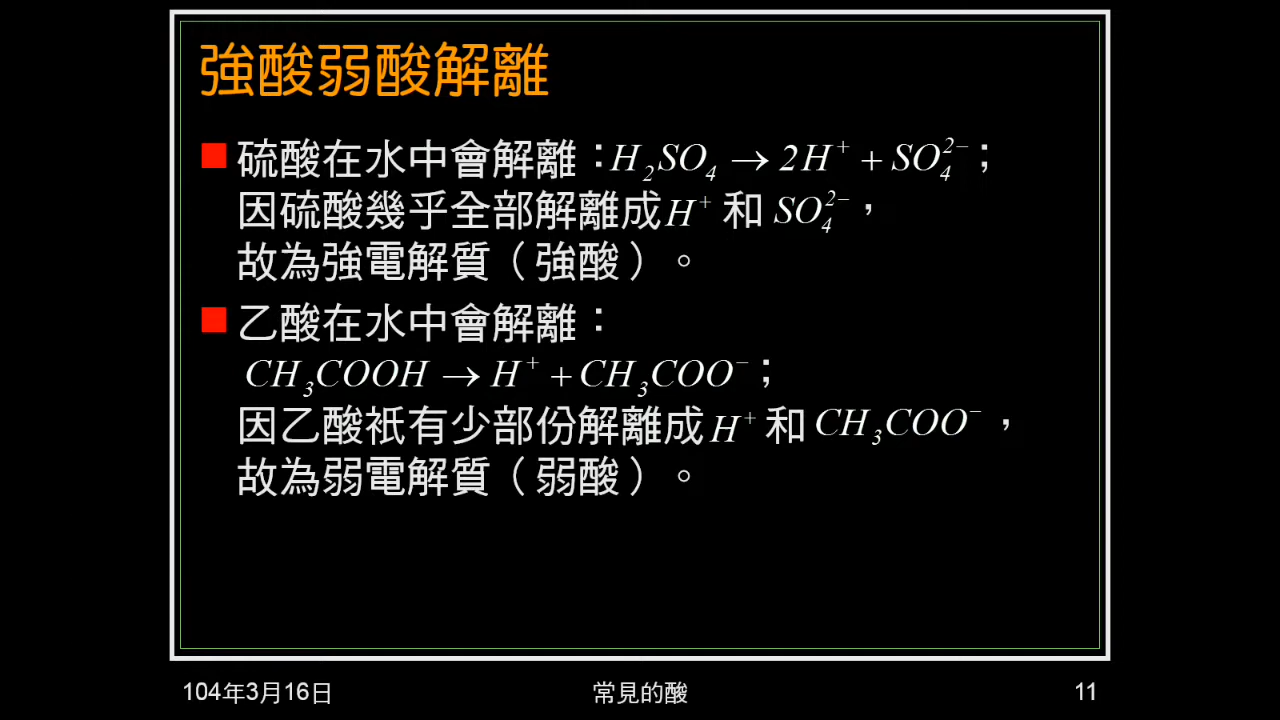 強酸弱酸解離
硫酸在水中會解離：H₂SO₄ → 2H⁺ + SO₄²⁻；
因硫酸幾乎全部解離成H⁺ 和 SO₄²⁻，
故為強電解質（強酸）。
乙酸在水中會解離：
CH₃COOH → H⁺ + CH₃COO⁻；
因乙酸祇有少部份解離成H⁺ 和 CH₃COO⁻，
故為弱電解質（弱酸）。
104年3月16日
常見的酸
11